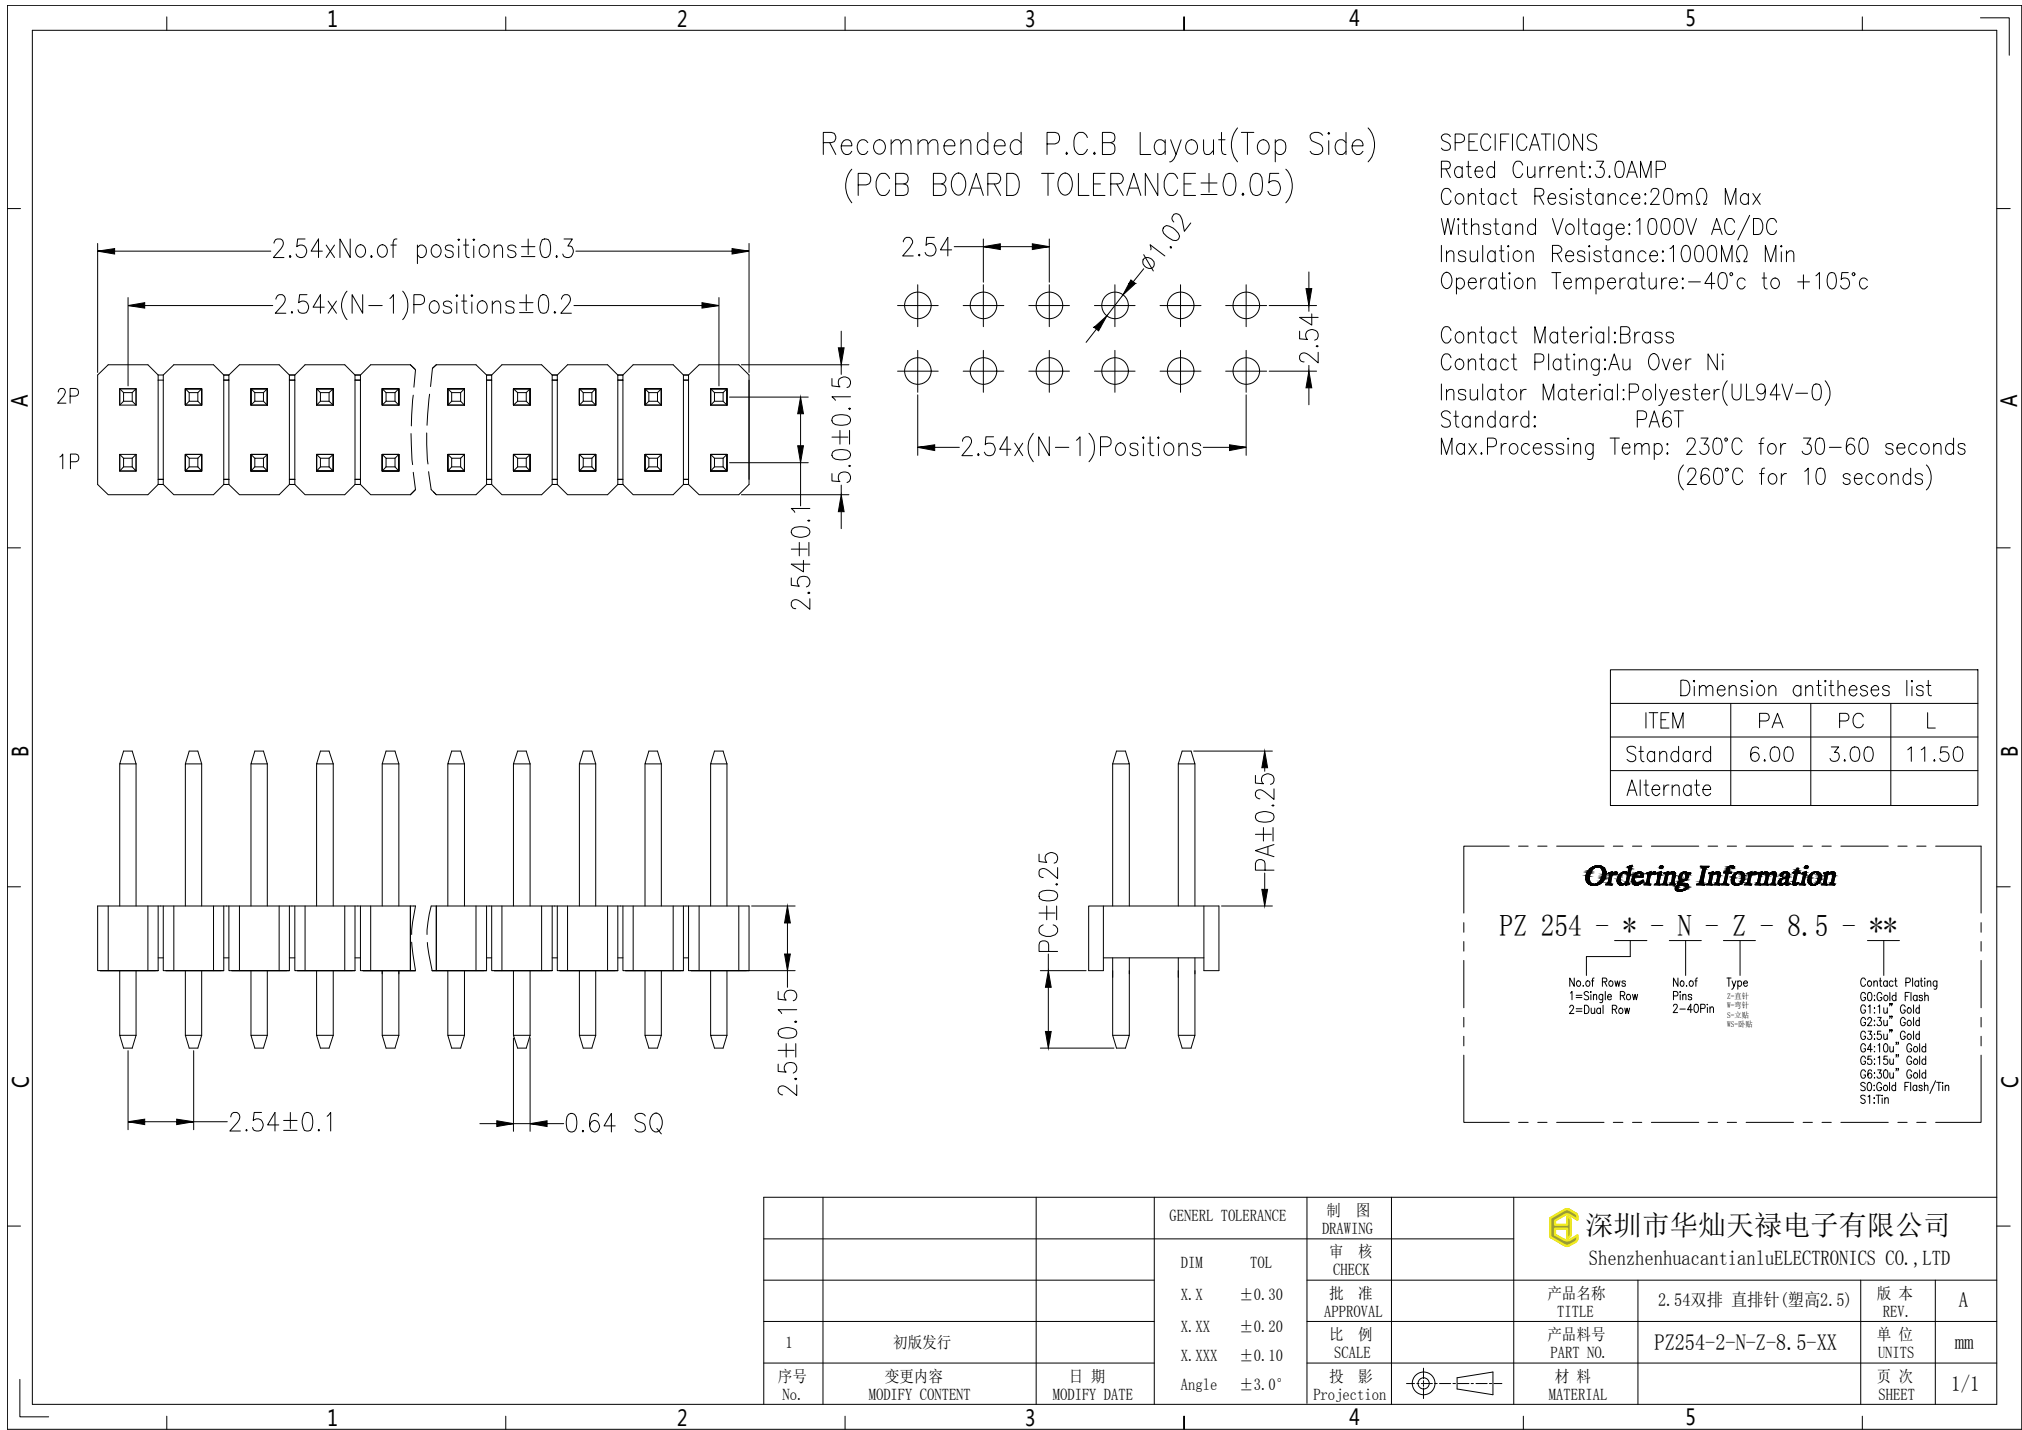 1 2 3 4 5
Recommended P.C.B Layout(Top Side)
(PCB BOARD TOLERANCE±0.05)
SPECIFICATIONS
Rated Current:3.0AMP
Contact Resistance:20mΩ Max
Withstand Voltage:1000V AC/DC
Insulation Resistance:1000MΩ Min
Operation Temperature:-40°c to +105°c
Contact Material:Brass
Contact Plating:Au Over Ni
Insulator Material:Polyester(UL94V-0)
Standard: PA6T
Max.Processing Temp: 230°C for 30-60 seconds
(260°C for 10 seconds)
2.54xNo.of positions±0.3
2.54x(N-1)Positions±0.2
2P
1P
5.0±0.15
2.54±0.1
2.54
ø1.02
2.54
2.54x(N-1)Positions
A A
B B
C C
Dimension antitheses list
ITEM PA PC L
Standard 6.00 3.00 11.50
Alternate
2.5±0.15
2.54±0.1
0.64 SQ
PC±0.25
PA±0.25
Ordering Information
PZ 254 - * - N - Z - 8.5 - **
No.of Rows
1=Single Row
2=Dual Row
No.of
Pins
2-40Pin
Type
Z-直针
W-弯针
S-立贴
WS-卧贴
Contact Plating
G0:Gold Flash
G1:1u" Gold
G2:3u" Gold
G3:5u" Gold
G4:10u" Gold
G5:15u" Gold
G6:30u" Gold
S0:Gold Flash/Tin
S1:Tin
1 初版发行
序号 变更内容 日 期
No. MODIFY CONTENT MODIFY DATE
GENERL TOLERANCE
DIM TOL
X.X ±0.30
X.XX ±0.20
X.XXX ±0.10
Angle ±3.0°
制 图
DRAWING
审 核
CHECK
批 准
APPROVAL
比 例
SCALE
投 影
Projection
深圳市华灿天禄电子有限公司
ShenzhenhuacantianluELECTRONICS CO.,LTD
产品名称
TITLE
2.54双排 直排针(塑高2.5)
版 本
REV.
A
产品料号
PART NO.
PZ254-2-N-Z-8.5-XX
单 位
UNITS
mm
材 料
MATERIAL
页 次
SHEET
1/1
1 2 3 4 5